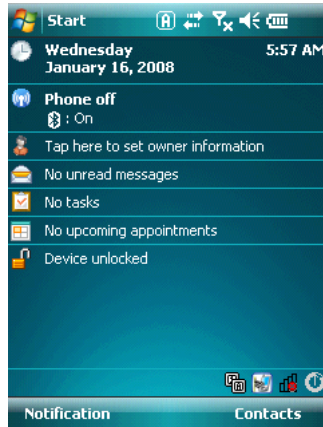 Start
Wednesday 5:57 AM
January 16, 2008
Phone off
: On
Tap here to set owner information
No unread messages
No tasks
No upcoming appointments
Device unlocked
Notification Contacts